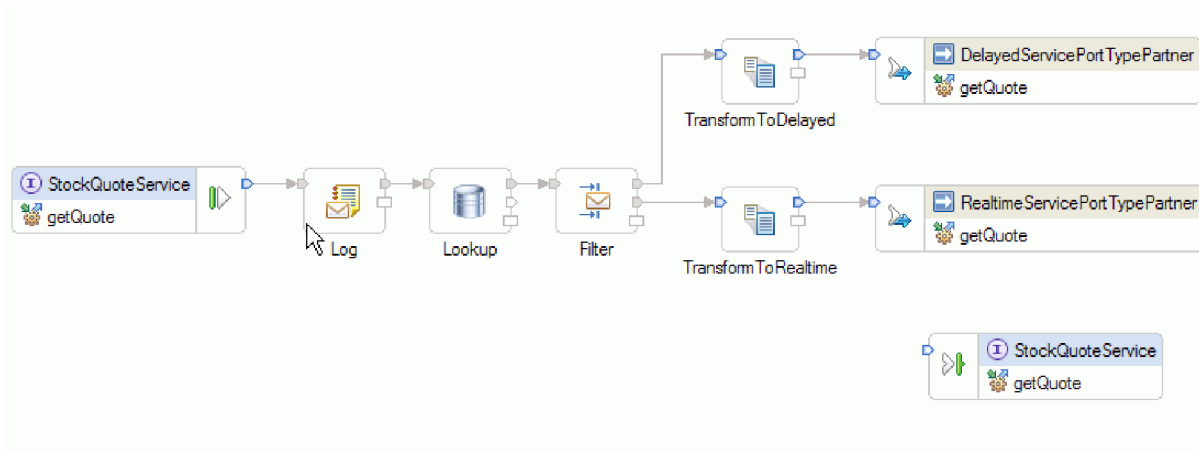 DelayedServicePortTypePartner
getQuote
TransformToDelayed
StockQuoteService
getQuote
Log
Lookup
Filter
RealtimeServicePortTypePartner
getQuote
TransformToRealtime
StockQuoteService
getQuote